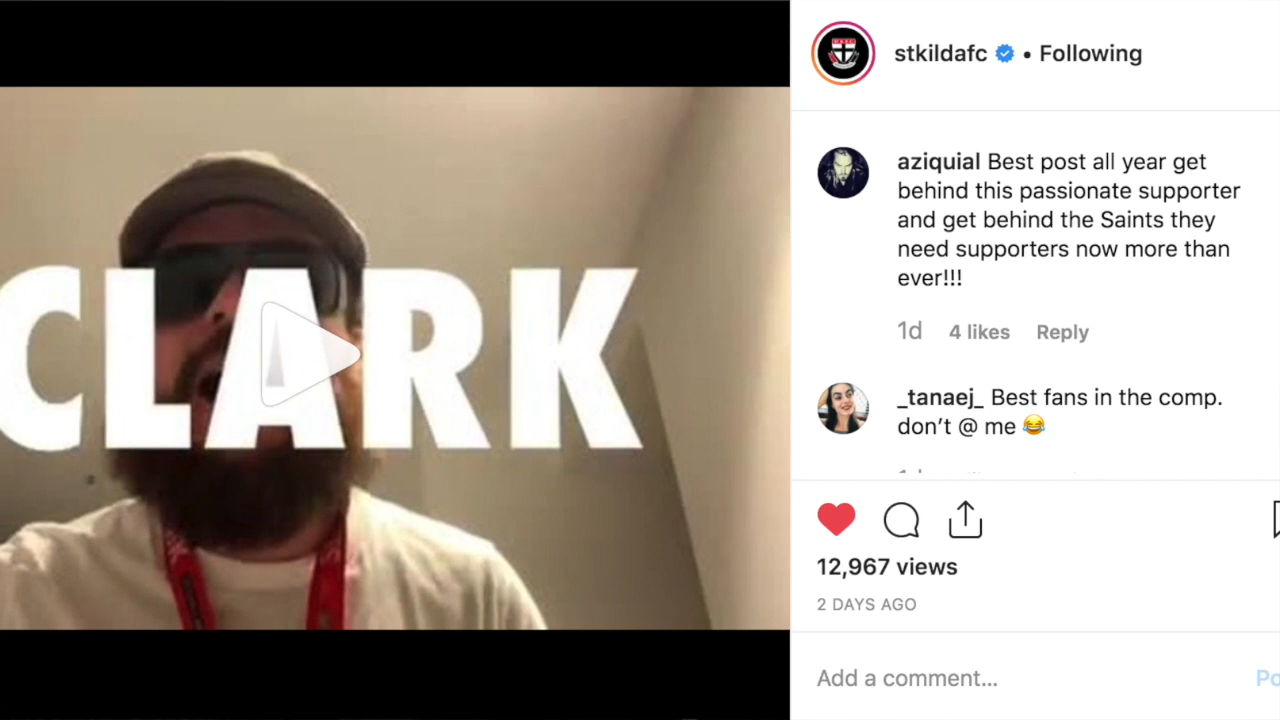 CLARK
stkildafc • Following
aziquial Best post all year get
behind this passionate supporter
and get behind the Saints they
need supporters now more than
ever!!!
1d 4 likes Reply
_tanaej_ Best fans in the comp.
don’t @ me 😂
12,967 views
2 DAYS AGO
Add a comment...